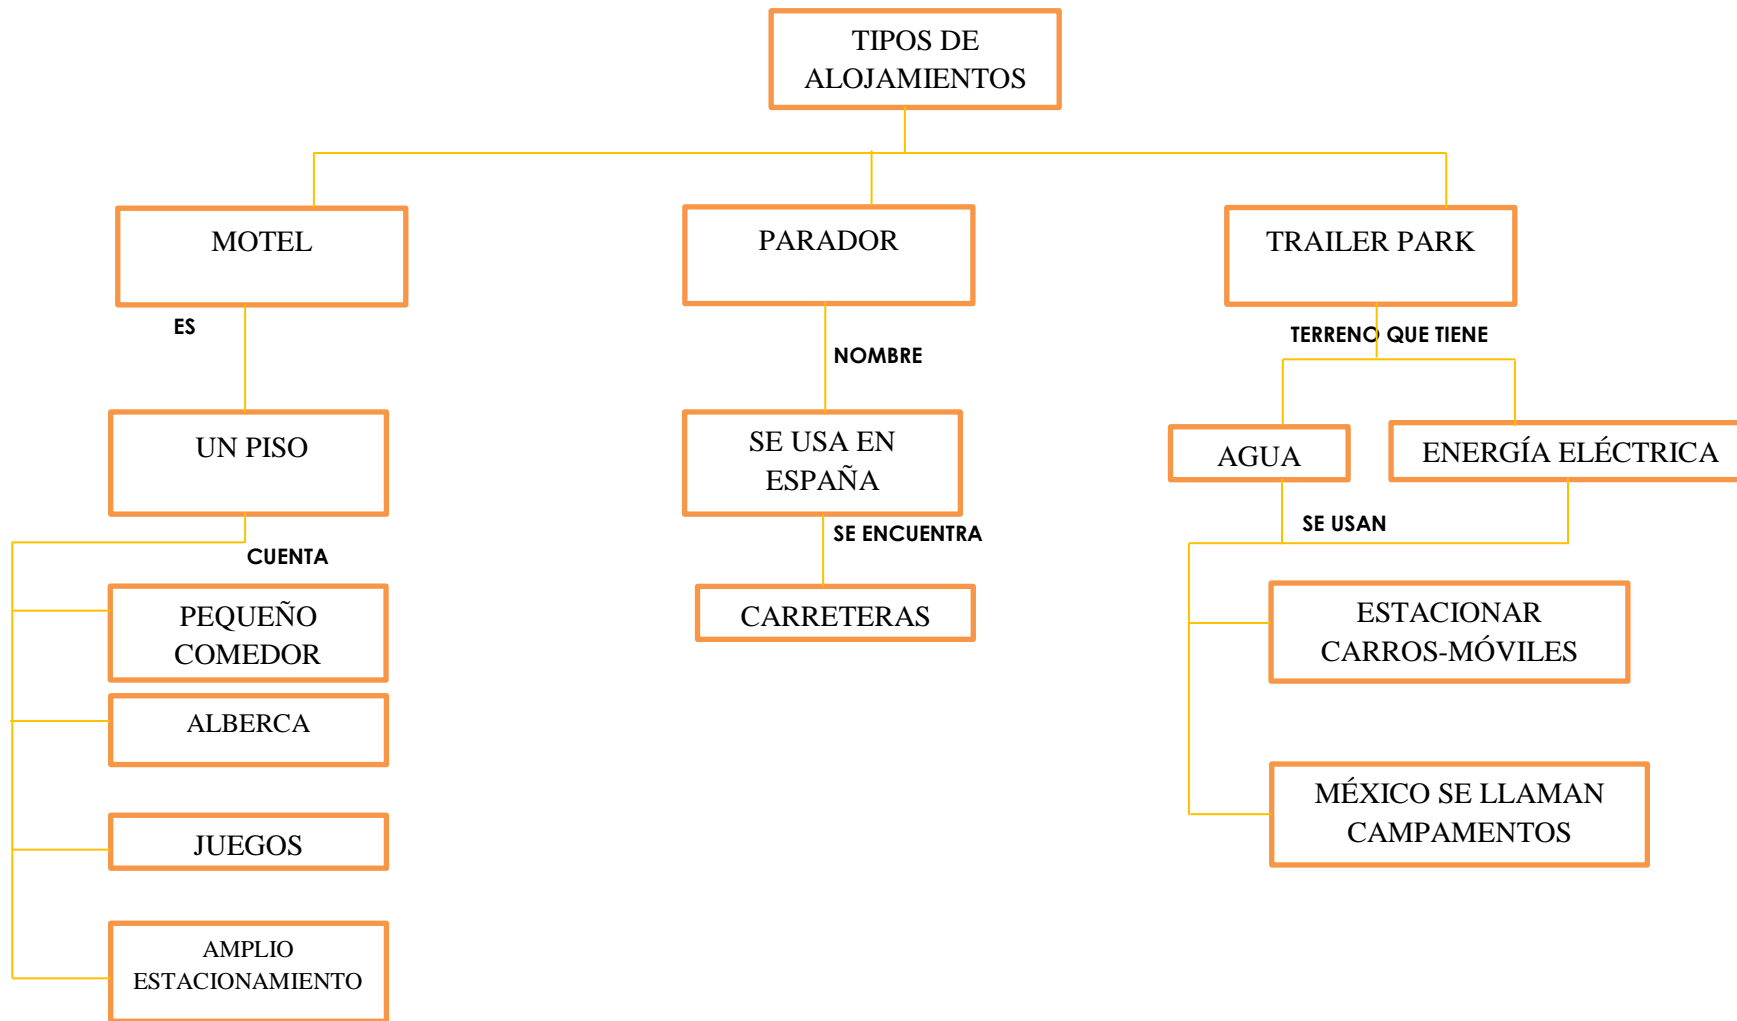 TIPOS DE
ALOJAMIENTOS
MOTEL
PARADOR
TRAILER PARK
ES
NOMBRE
TERRENO QUE TIENE
UN PISO
SE USA EN
ESPAÑA
AGUA
ENERGÍA ELÉCTRICA
CUENTA
SE ENCUENTRA
SE USAN
PEQUEÑO
COMEDOR
CARRETERAS
ESTACIONAR
CARROS-MÓVILES
ALBERCA
JUEGOS
MÉXICO SE LLAMAN
CAMPAMENTOS
AMPLIO
ESTACIONAMIENTO